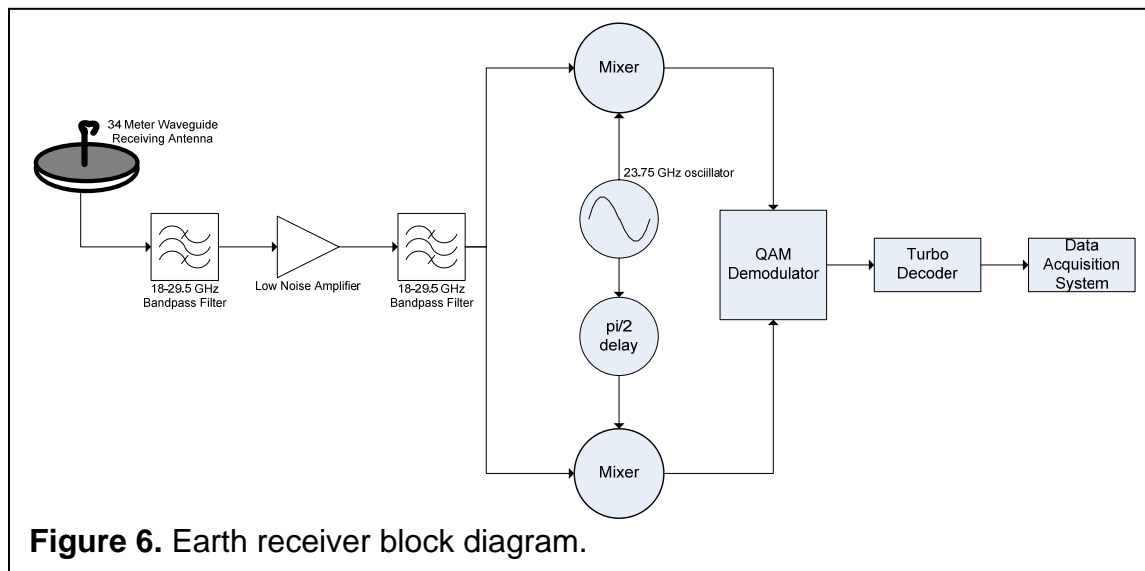 34 Meter Waveguide
Receiving Antenna
18-29.5 GHz
Bandpass Filter
Low Noise Amplifier
18-29.5 GHz
Bandpass Filter
Mixer
23.75 GHz osciillator
pi/2
delay
Mixer
QAM
Demodulator
Turbo
Decoder
Data
Acquisition
System
Figure 6. Earth receiver block diagram.